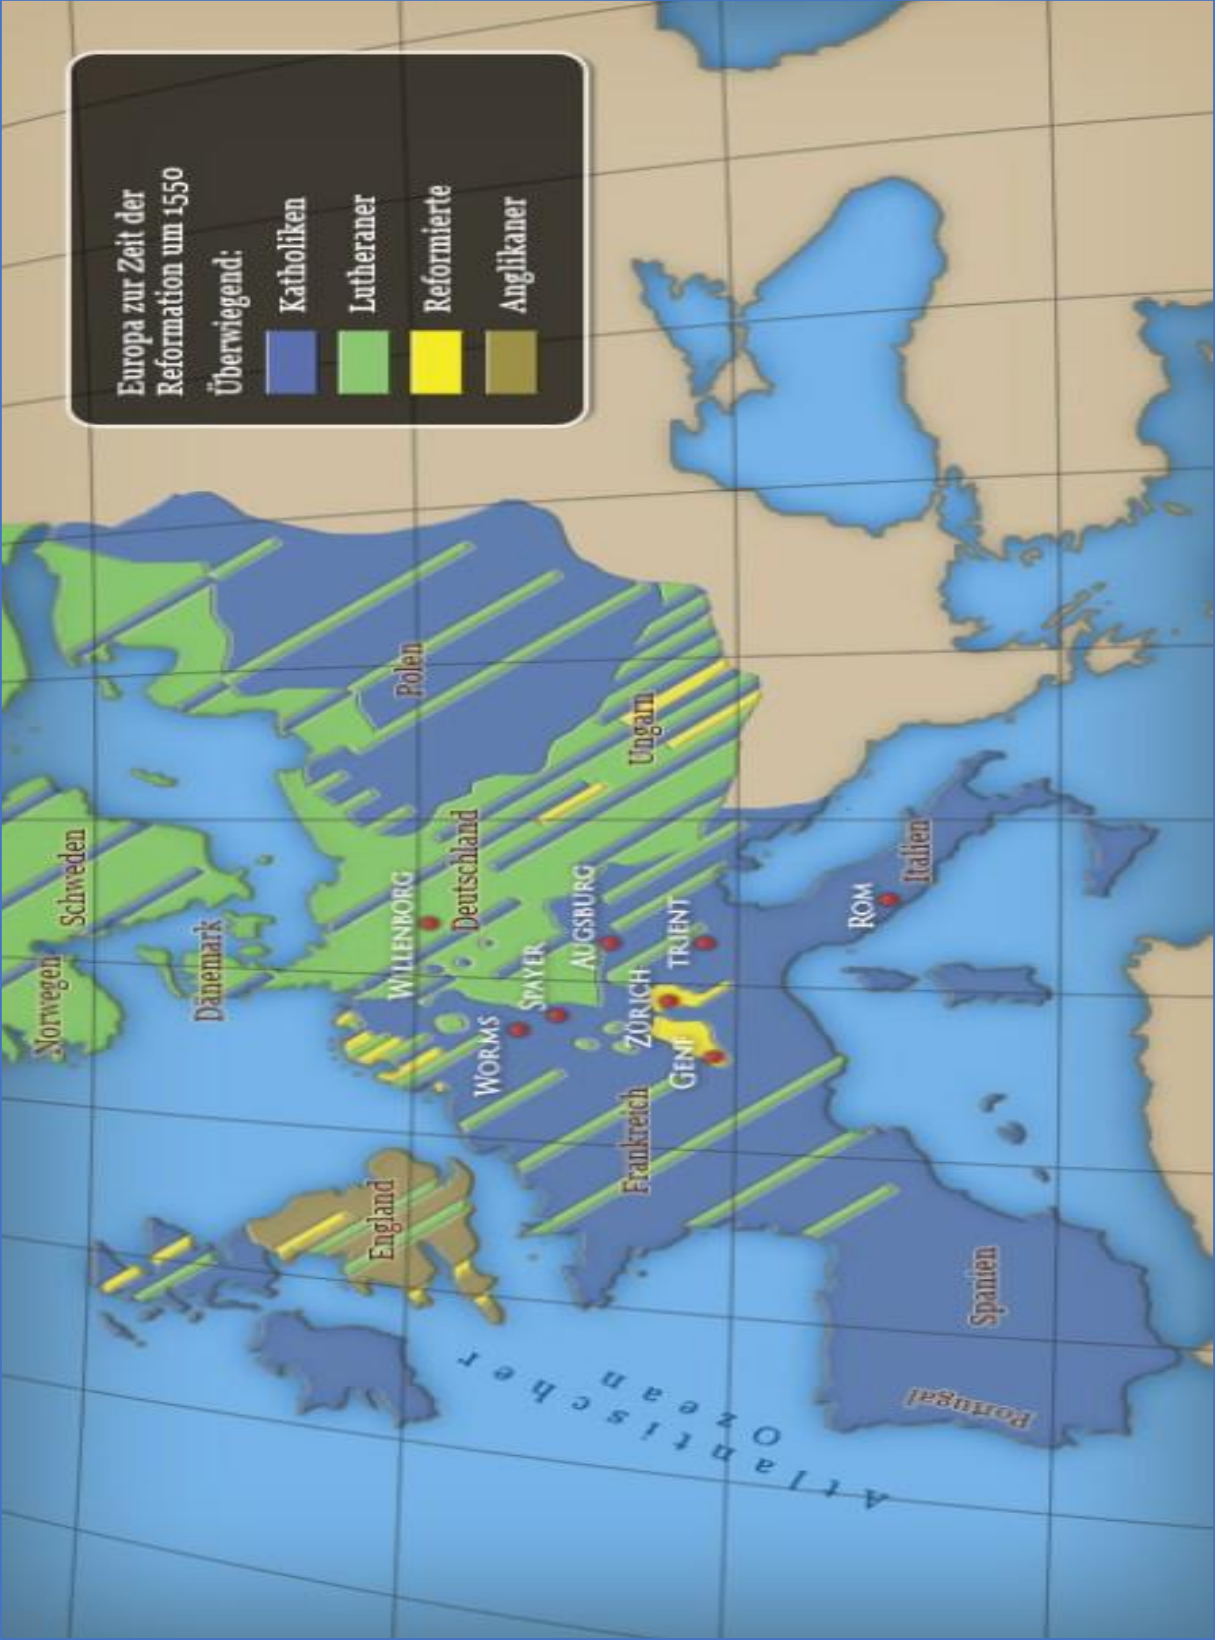 Europa zur Zeit der
Reformation um 1550
Überwiegend:
Katholiken
Lutheraner
Reformierte
Anglikaner
Norwegen
Schweden
Dänemark
England
WILLENBORG
Polen
Deutschland
WORMS
SPAYER
AUGSBURG
Frankreich
ZÜRICH
Ungarn
GENF
TRIENT
Atlantischer
Ozean
ROM
Italien
Spanien
Portugal